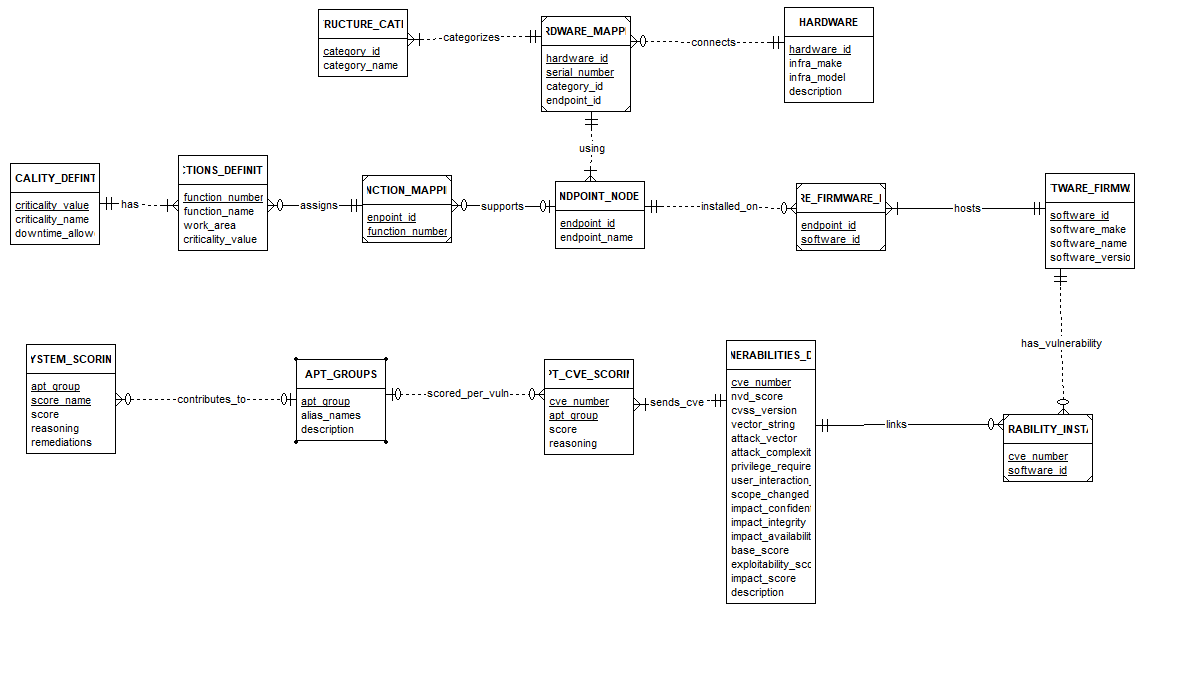 RUCTURE_CATI
category_id
category_name
categorizes
RDWARE_MAPP
hardware_id
serial_number
category_id
endpoint_id
connects
HARDWARE
hardware_id
infra_make
infra_model
description
using
CALITY_DEFINT
criticality_value
criticality_name
downtime_allow
has
CTIONS_DEFINIT
function_number
function_name
work_area
criticality_value
assigns
NCTION_MAPPI
enpoint_id
function_number
supports
NDPOINT_NODE
endpoint_id
endpoint_name
installed_on
RE_FIRMWARE_I
endpoint_id
software_id
hosts
TWARE_FIRMW
software_id
software_make
software_name
software_versio
has_vulnerability
YSTEM_SCORIN
apt_group
score_name
score
reasoning
remediations
contributes_to
APT_GROUPS
apt_group
alias_names
description
scored_per_vuln
PT_CVE_SCORIN
cve_number
apt_group
score
reasoning
sends_cve
NERABILITIES_D
cve_number
nvd_score
cvss_version
vector_string
attack_vector
attack_complexit
privilege_require
user_interaction_
scope_changed
impact_confident
impact_integrity
impact_availabilit
base_score
exploitability_sco
impact_score
description
links
RABILITY_INSTA
cve_number
software_id